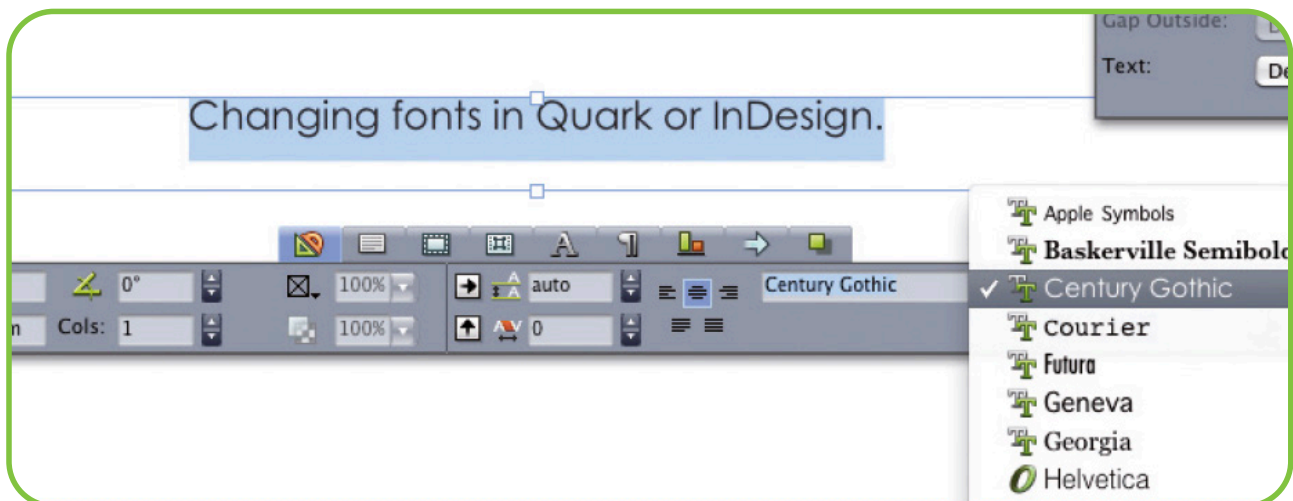 Gap Outside:
Text:
Changing fonts in Quark or InDesign.
Apple Symbols
Baskerville Semibold
Century Gothic
Courier
Futura
Geneva
Georgia
Helvetica
0°
100%
auto
Century Gothic
Cols: 1
100%
0